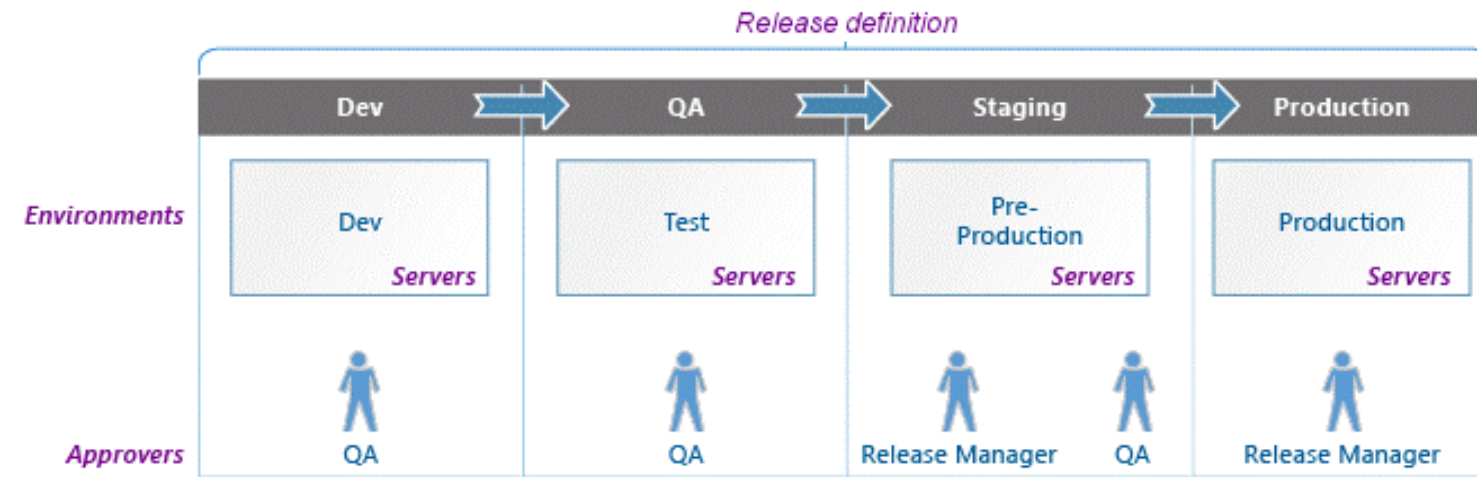 Release definition
Dev QA Staging Production
Environments
Dev
Servers
Test
Servers
Pre-
Production
Servers
Production
Servers
Approvers
QA
QA
Release Manager
QA
Release Manager